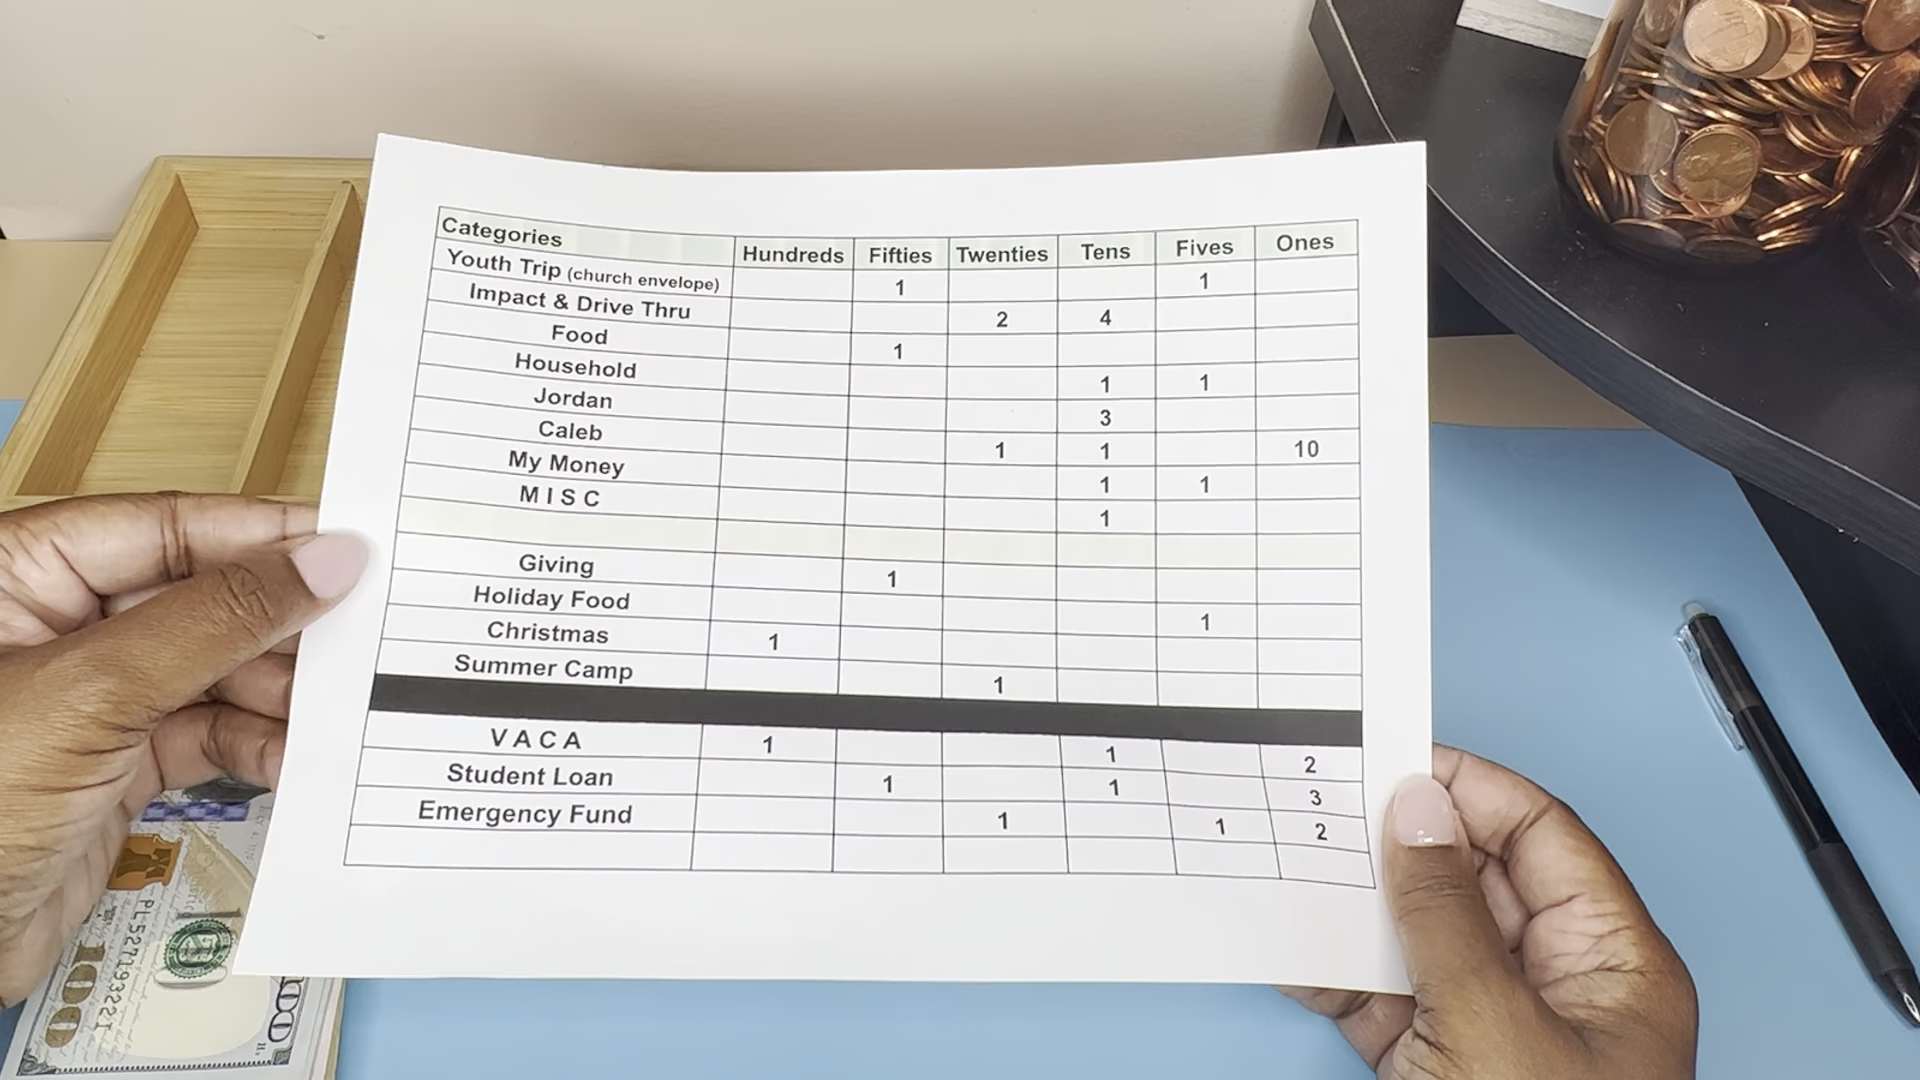 Categories Hundreds Fifties Twenties Tens Fives Ones
Youth Trip (church envelope) 1 1
Impact & Drive Thru 2 4
Food 1
Household 1 1
Jordan 3
Caleb 1 1 10
My Money 1 1
M I S C 1
Giving 1
Holiday Food 1
Christmas 1
Summer Camp 1
V A C A 1 1 2
Student Loan 1 1 3
Emergency Fund 1 1 2
PL52719322I
100